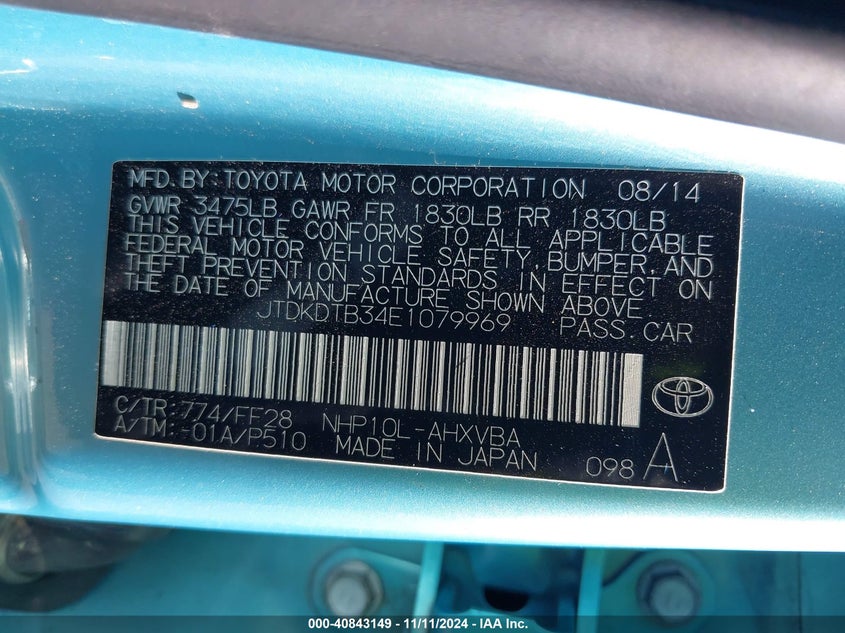 MFD. BY: TOYOTA MOTOR CORPORATION 08/14
GVWR 3475LB, GAWR FR 1830LB RR 1830LB
THIS VEHICLE CONFORMS TO ALL APPLICABLE
FEDERAL MOTOR VEHICLE SAFETY, BUMPER, AND
THEFT PREVENTION STANDARDS IN EFFECT ON
THE DATE OF MANUFACTURE SHOWN ABOVE.
JTDKDTB34E1079969 PASS. CAR
C/TR: 774/FF28 NHP10L-AHXVBA
A/TM: -01A/P510 MADE IN JAPAN 098 A
000-40843149 - 11/11/2024 - IAA Inc.